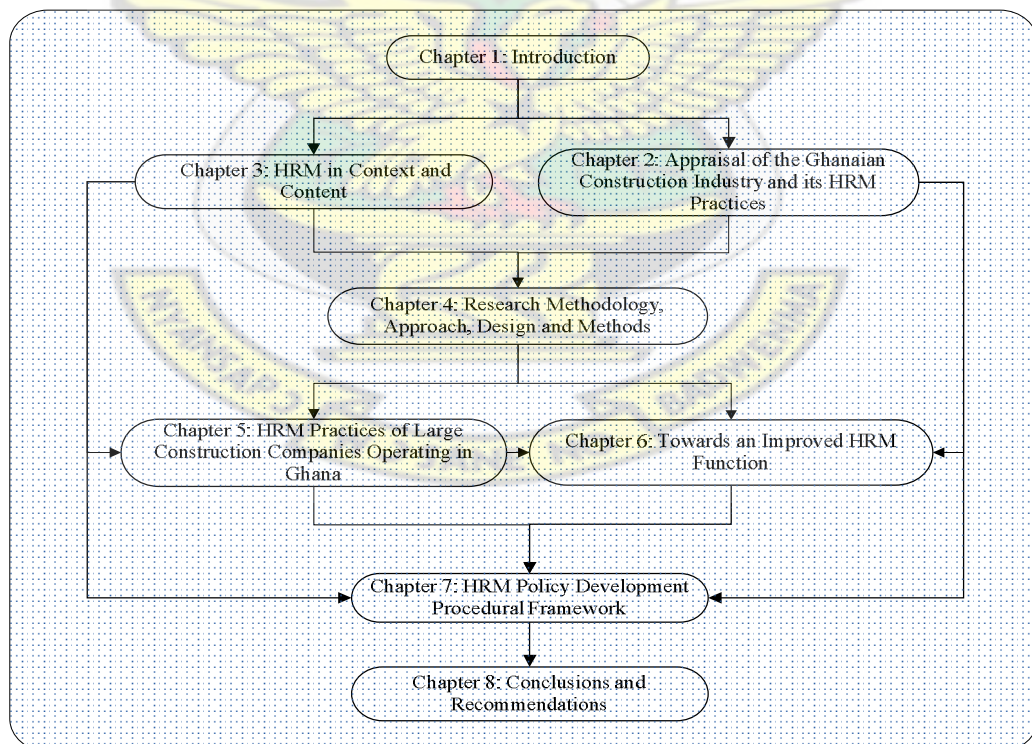 Chapter 1: Introduction
Chapter 3: HRM in Context and
Content
Chapter 2: Appraisal of the Ghanaian
Construction Industry and its HRM
Practices
Chapter 4: Research Methodology,
Approach, Design and Methods
NYANSAP
BADWENMA
Chapter 5: HRM Practices of Large
Construction Companies Operating in
Ghana
Chapter 6: Towards an Improved HRM
Function
Chapter 7: HRM Policy Development
Procedural Framework
Chapter 8: Conclusions and
Recommendations